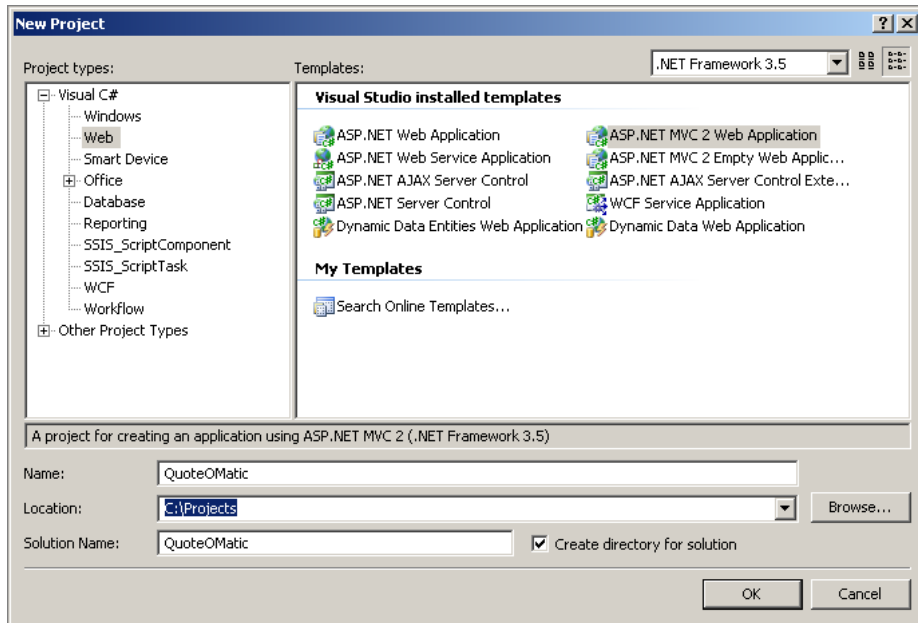 New Project
Project types:
Templates:
.NET Framework 3.5
Visual C#
Windows
Web
Smart Device
Office
Database
Reporting
SSIS_ScriptComponent
SSIS_ScriptTask
WCF
Workflow
Other Project Types
Visual Studio installed templates
ASP.NET Web Application
ASP.NET MVC 2 Web Application
ASP.NET Web Service Application
ASP.NET MVC 2 Empty Web Applic...
ASP.NET AJAX Server Control
ASP.NET AJAX Server Control Exte...
ASP.NET Server Control
WCF Service Application
Dynamic Data Entities Web Application
Dynamic Data Web Application
My Templates
Search Online Templates...
A project for creating an application using ASP.NET MVC 2 (.NET Framework 3.5)
Name:
QuoteOMatic
Location:
C:\Projects
Browse...
Solution Name:
QuoteOMatic
Create directory for solution
OK
Cancel